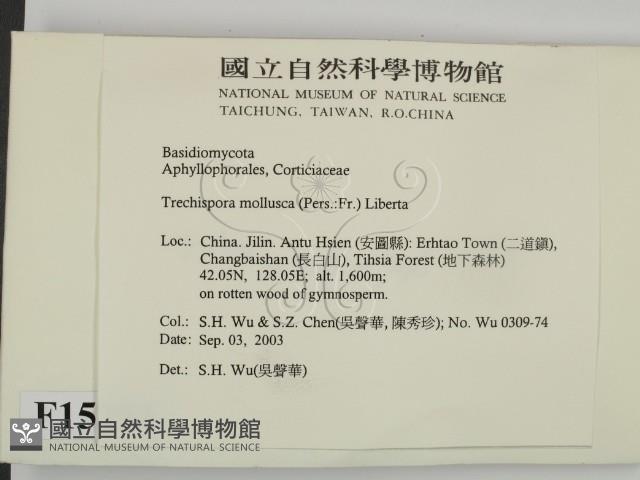 國立自然科學博物館
NATIONAL MUSEUM OF NATURAL SCIENCE
TAICHUNG, TAIWAN, R.O.CHINA
Basidiomycota
Aphyllophorales, Corticiaceae
Trechispora mollusca (Pers.:Fr.) Liberta
Loc.: China. Jilin. Antu Hsien (安圖縣): Erhtao Town (二道鎭),
Changbaishan (長白山), Tihsia Forest (地下森林)
42.05N, 128.05E; alt. 1,600m;
on rotten wood of gymnosperm.
Col.: S.H. Wu & S.Z. Chen(吳聲華, 陳秀珍); No. Wu 0309-74
Date: Sep. 03, 2003
Det.: S.H. Wu(吳聲華)
F15
國立自然科學博物館
NATIONAL MUSEUM OF NATURAL SCIENCE